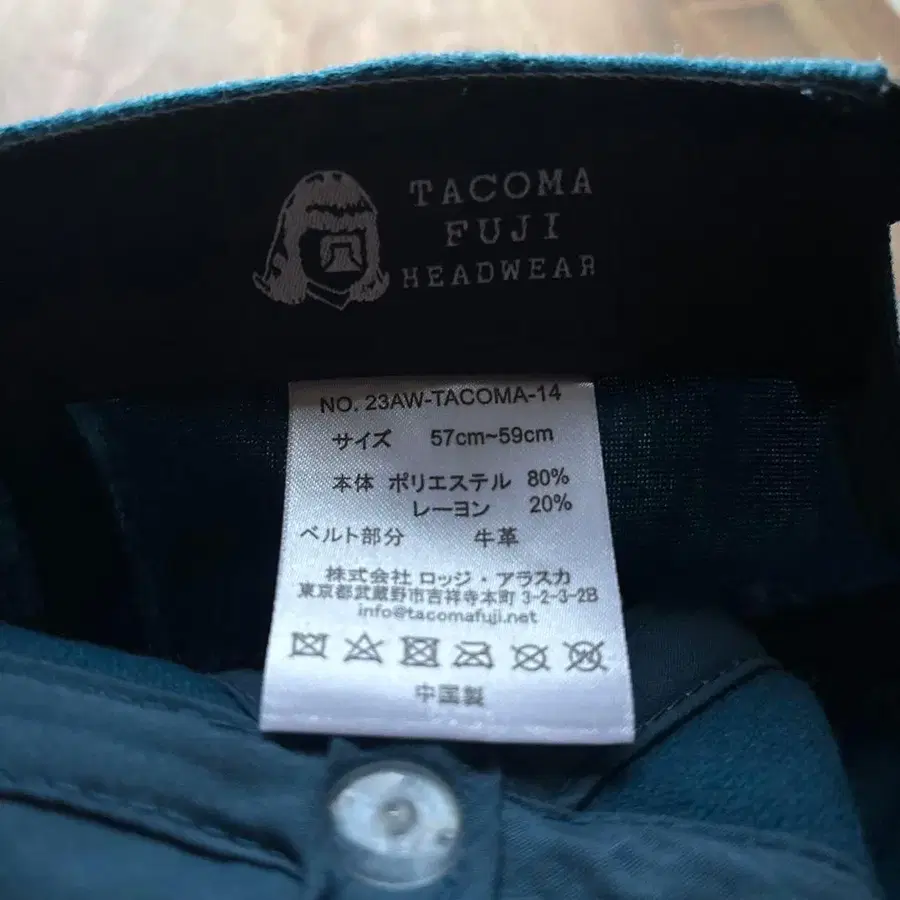 TACOMA
FUJI
HEADWEAR
NO. 23AW-TACOMA-14
サイズ 57cm~59cm
本体 ポリエステル 80%
レーヨン 20%
ベルト部分 牛革
株式会社 ロッジ・アラスカ
東京都武蔵野市吉祥寺本町 3-2-3-2B
info@tacomafuji.net
中国製